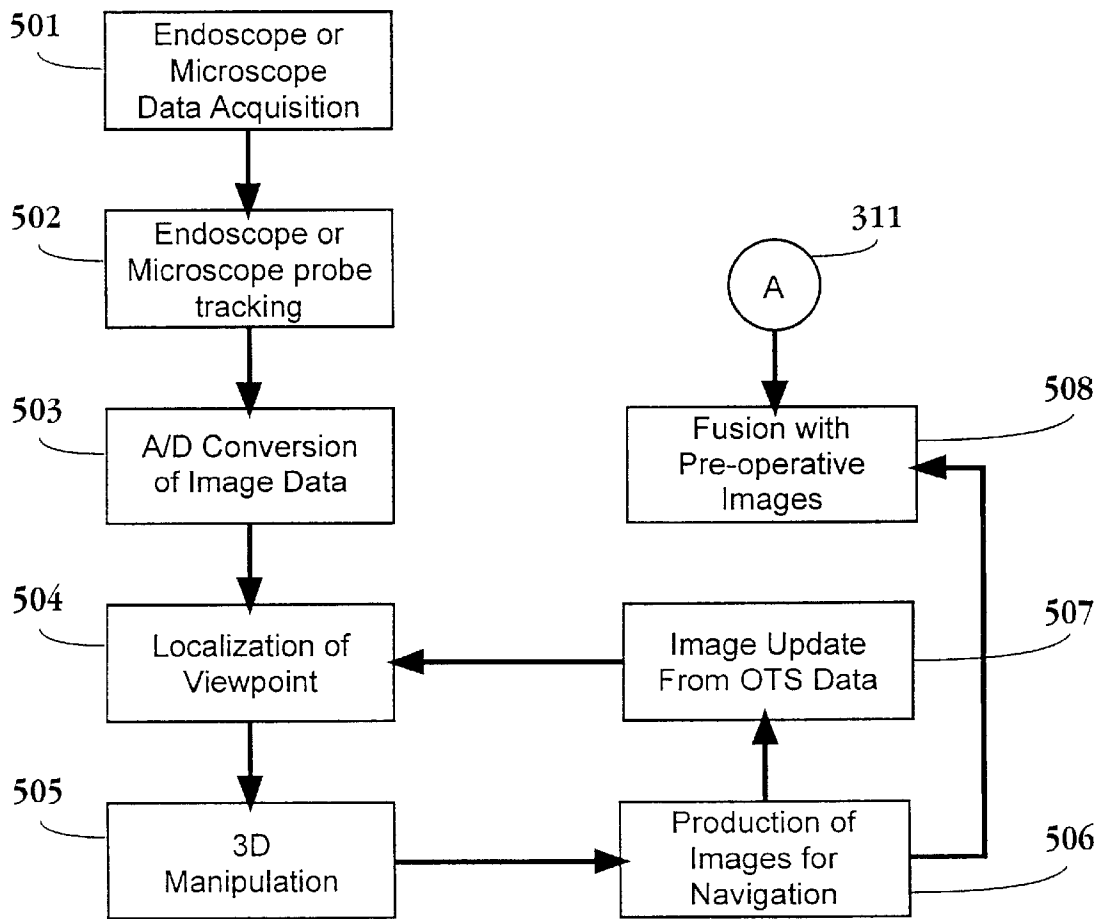 501
Endoscope or
Microscope
Data Acquisition
502
Endoscope or
Microscope probe
tracking
311
A
503
A/D Conversion
of Image Data
508
Fusion with
Pre-operative
Images
504
Localization of
Viewpoint
507
Image Update
From OTS Data
505
3D
Manipulation
Production of
Images for
Navigation
506